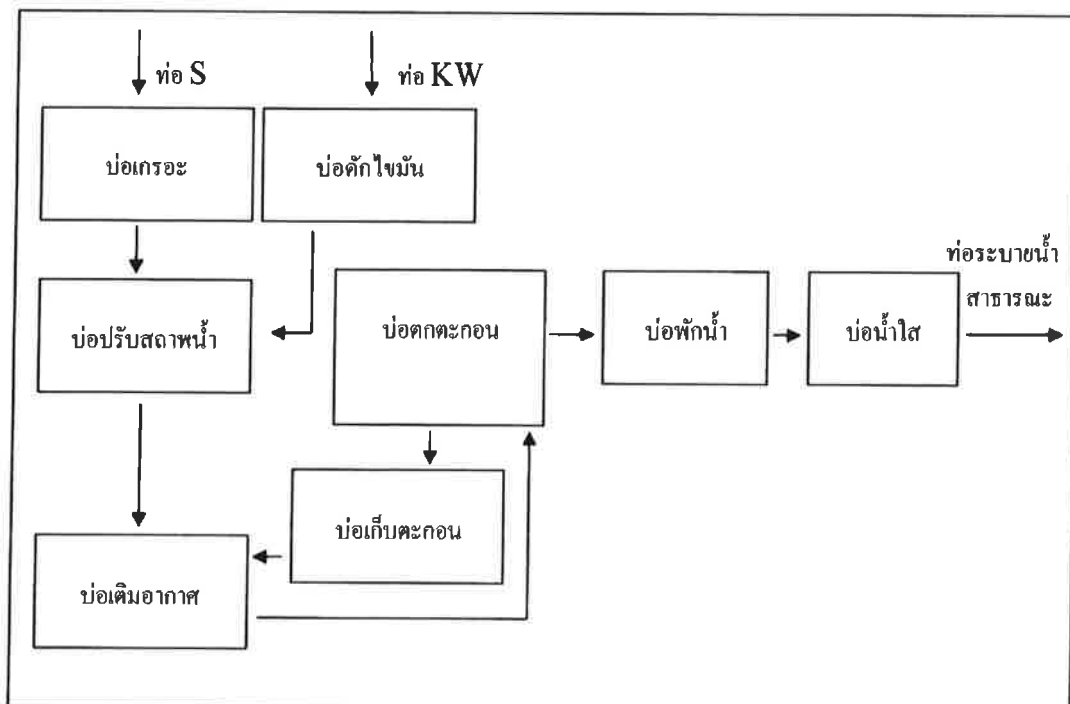 ท่อ S
ท่อ KW
บ่อเกรอะ
บ่อดักไขมัน
บ่อปรับสถาพน้ำ
บ่อตกตะกอน
บ่อพักน้ำ
บ่อน้ำใส
ท่อระบายน้ำ
สาธารณะ
บ่อเก็บตะกอน
บ่อเติมอากาศ